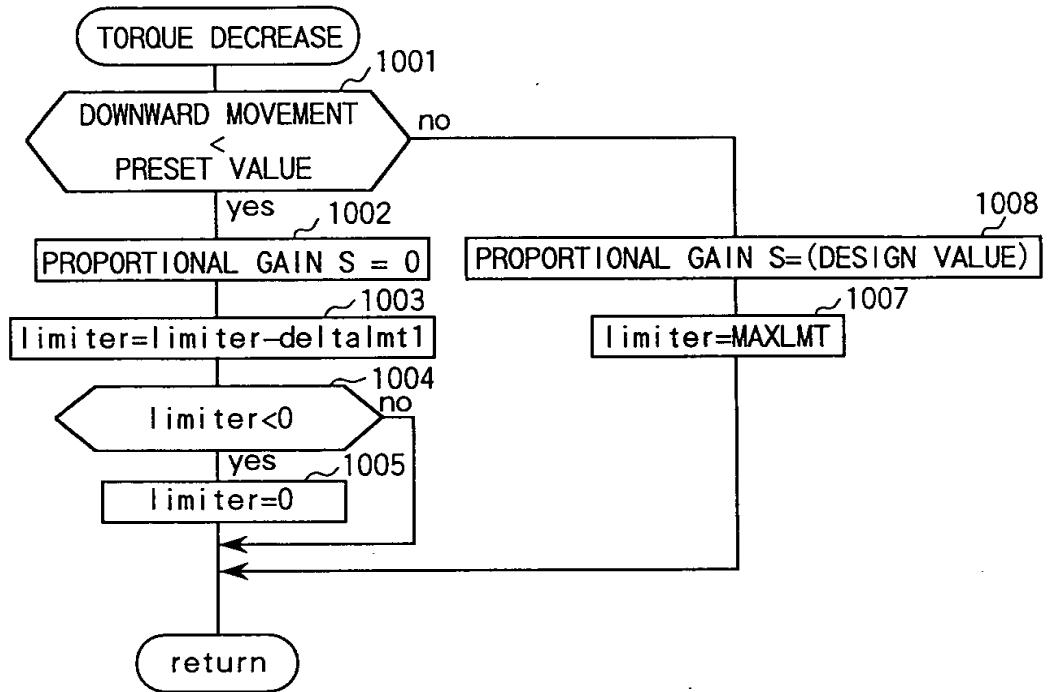 TORQUE DECREASE
1001
DOWNWARD MOVEMENT
<
PRESET VALUE
no
yes
1002
PROPORTIONAL GAIN S = 0
1008
PROPORTIONAL GAIN S=(DESIGN VALUE)
1003
limiter=limiter-deltalmt1
1007
limiter=MAXLMT
1004
limiter<0
no
yes
1005
limiter=0
return